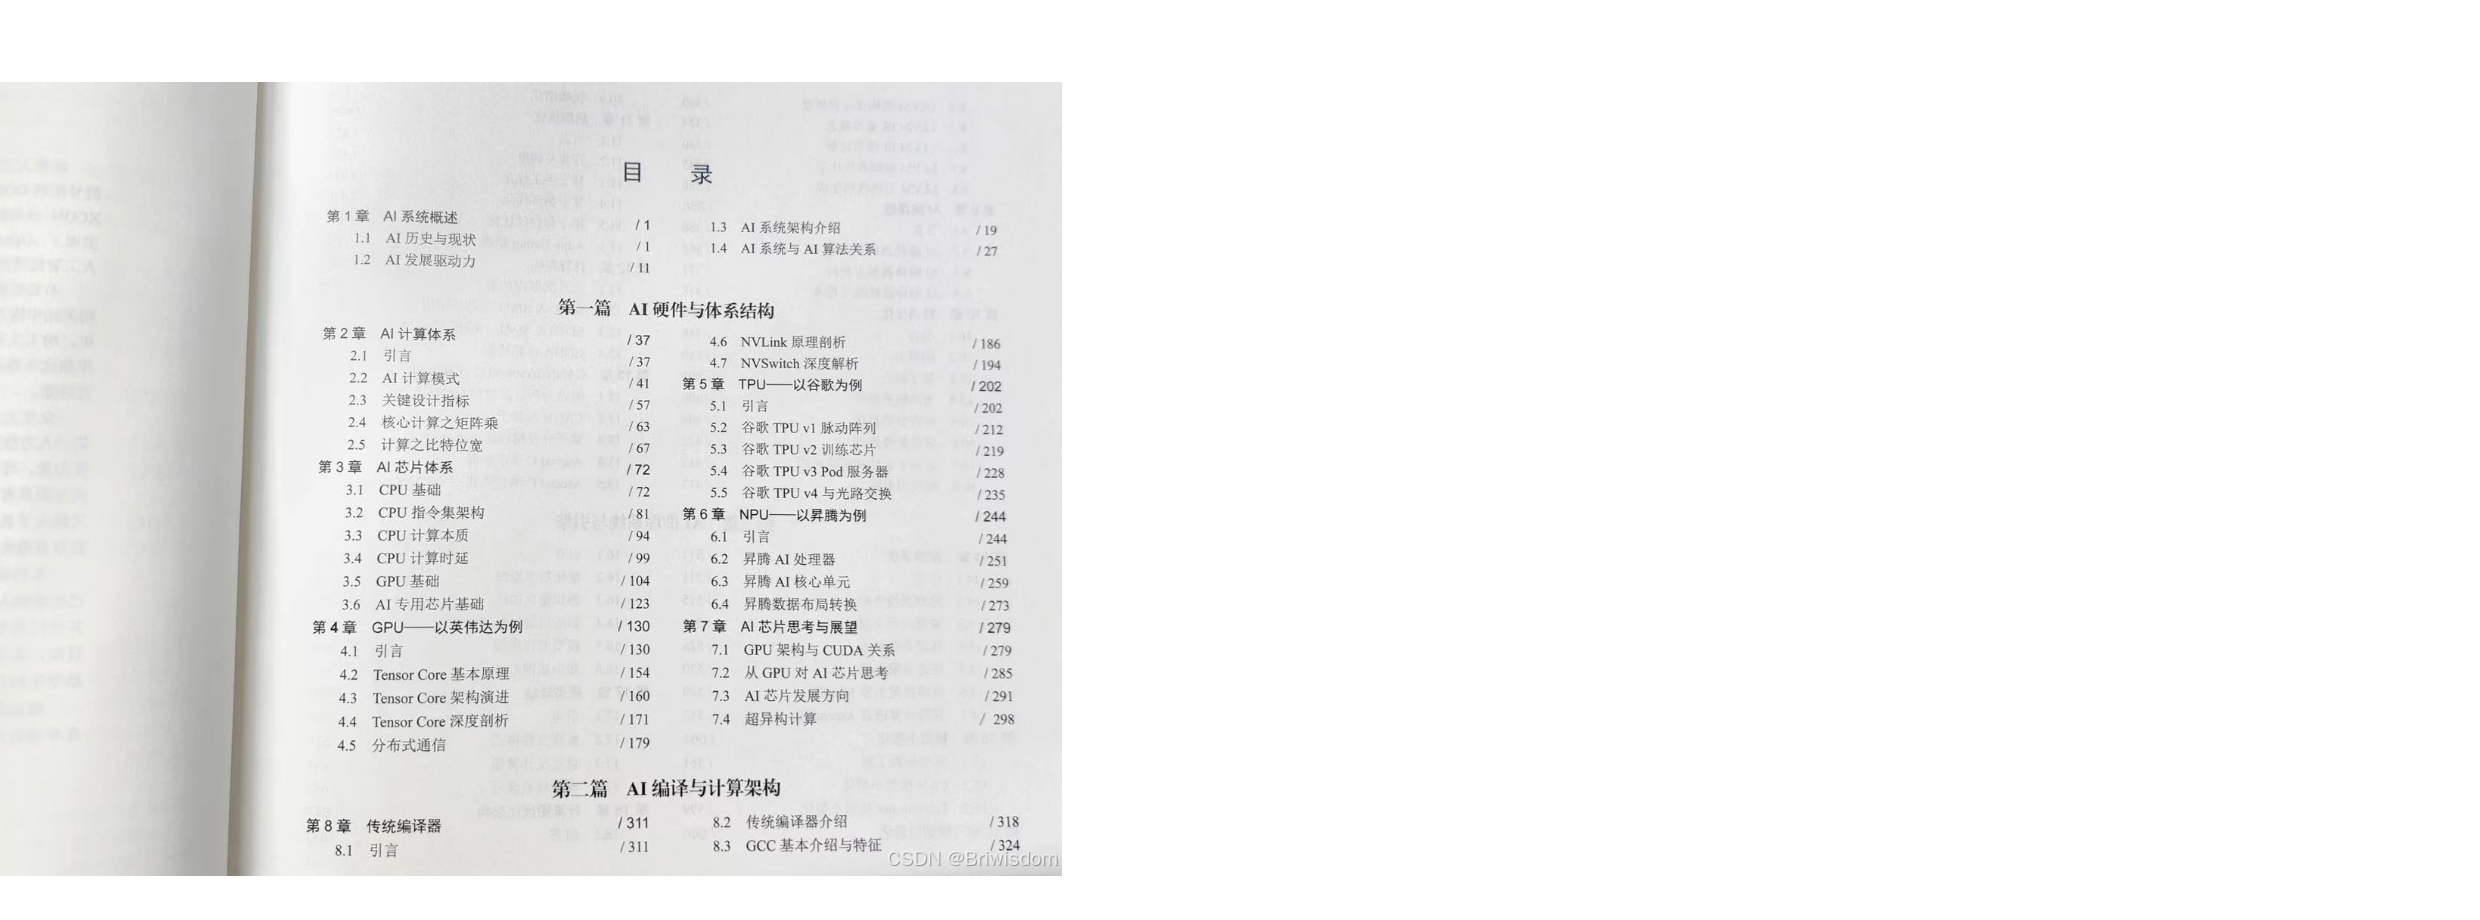 目 录
第 1 章 AI 系统概述 / 1
1.1 AI 历史与现状 / 1
1.2 AI 发展驱动力 / 11
1.3 AI 系统架构介绍 / 19
1.4 AI 系统与 AI 算法关系 / 27
第一篇 AI 硬件与体系结构
第 2 章 AI 计算体系 / 37
2.1 引言 / 37
2.2 AI 计算模式 / 41
2.3 关键设计指标 / 57
2.4 核心计算之矩阵乘 / 63
2.5 计算之比特位宽 / 67
第 3 章 AI 芯片体系 / 72
3.1 CPU 基础 / 72
3.2 CPU 指令集架构 / 81
3.3 CPU 计算本质 / 94
3.4 CPU 计算时延 / 99
3.5 GPU 基础 / 104
3.6 AI 专用芯片基础 / 123
第 4 章 GPU——以英伟达为例 / 130
4.1 引言 / 130
4.2 Tensor Core 基本原理 / 154
4.3 Tensor Core 架构演进 / 160
4.4 Tensor Core 深度剖析 / 171
4.5 分布式通信 / 179
4.6 NVLink 原理剖析 / 186
4.7 NVSwitch 深度解析 / 194
第 5 章 TPU——以谷歌为例 / 202
5.1 引言 / 202
5.2 谷歌 TPU v1 脉动阵列 / 212
5.3 谷歌 TPU v2 训练芯片 / 219
5.4 谷歌 TPU v3 Pod 服务器 / 228
5.5 谷歌 TPU v4 与光路交换 / 235
第 6 章 NPU——以昇腾为例 / 244
6.1 引言 / 244
6.2 昇腾 AI 处理器 / 251
6.3 昇腾 AI 核心单元 / 259
6.4 昇腾数据布局转换 / 273
第 7 章 AI 芯片思考与展望 / 279
7.1 GPU 架构与 CUDA 关系 / 279
7.2 从 GPU 对 AI 芯片思考 / 285
7.3 AI 芯片发展方向 / 291
7.4 超异构计算 / 298
第二篇 AI 编译与计算架构
第 8 章 传统编译器 / 311
8.1 引言 / 311
8.2 传统编译器介绍 / 318
8.3 GCC 基本介绍与特征 / 324
CSDN @Briwisdom